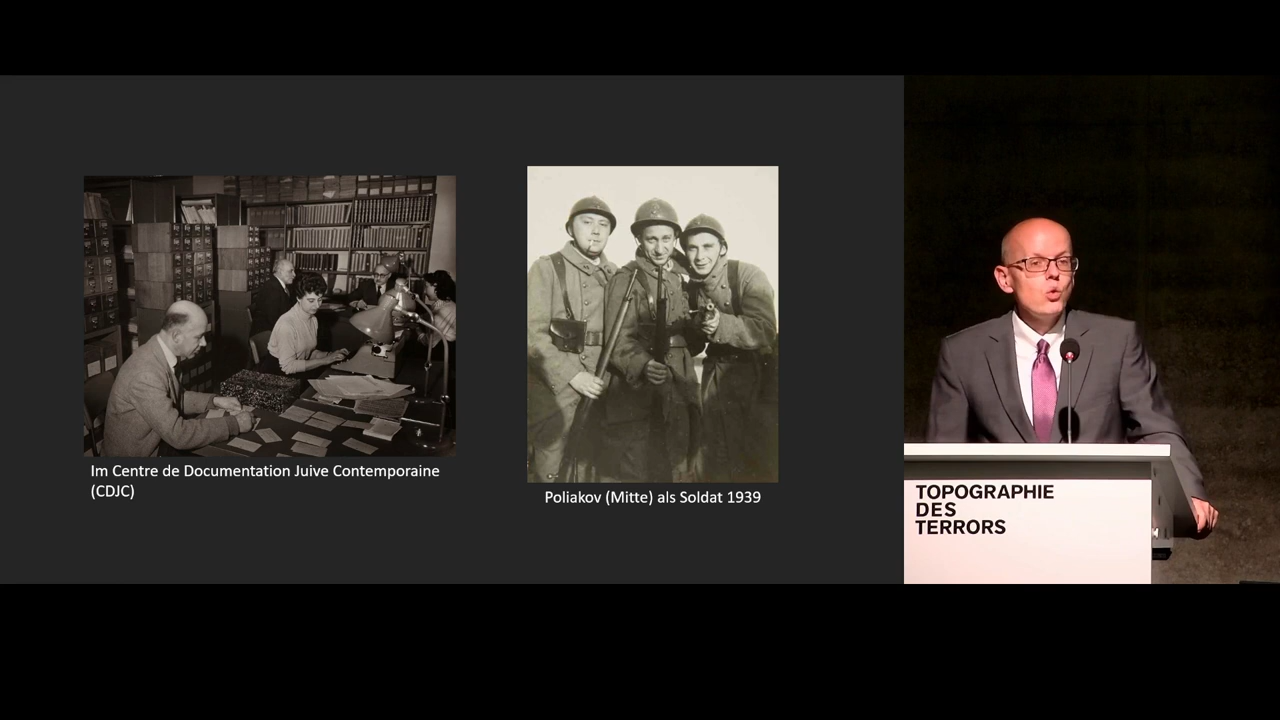 Im Centre de Documentation Juive Contemporaine
(CDJC)
Poliakov (Mitte) als Soldat 1939
TOPOGRAPHIE
DES
TERRORS